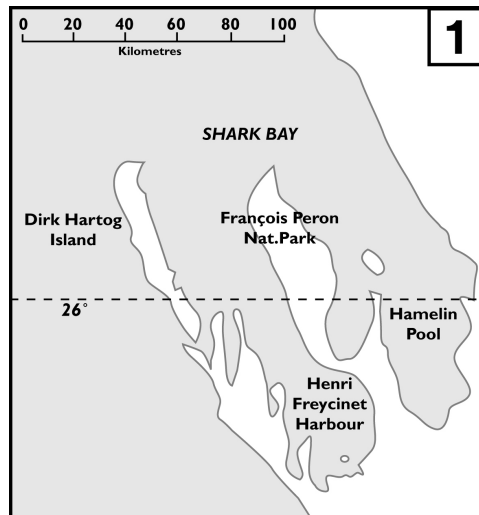 0 20 40 60 80 100
Kilometres
1
SHARK BAY
Dirk Hartog
Island
François Peron
Nat.Park
26°
Hamelin
Pool
Henri
Freycinet
Harbour